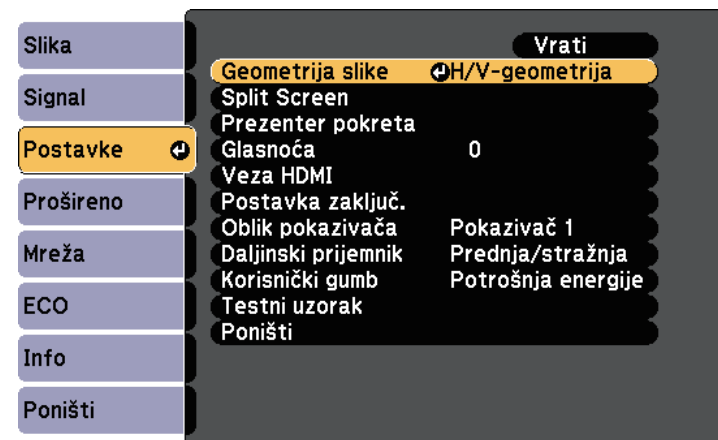 Slika
Signal
Postavke
Prošireno
Mreža
ECO
Info
Poništi
Vrati
Geometrija slike H/V-geometrija
Split Screen
Prezenter pokreta
Glasnoća 0
Veza HDMI
Postavka zaključ.
Oblik pokazivača Pokazivač 1
Daljinski prijemnik Prednja/stražnja
Korisnički gumb Potrošnja energije
Testni uzorak
Poništi